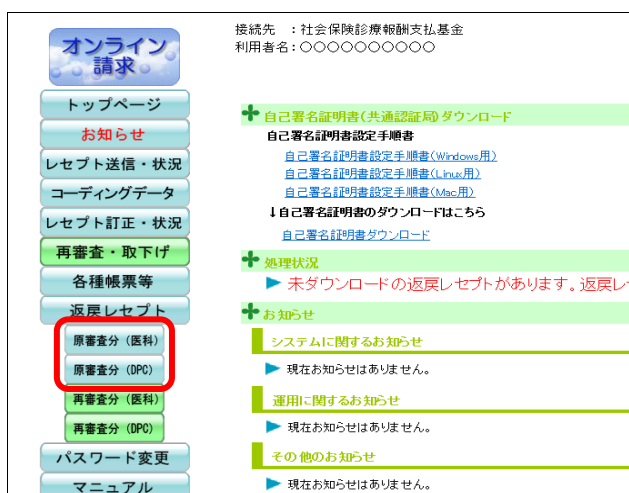 オンライン
請求
トップページ
お知らせ
レセプト送信・状況
コーディングデータ
レセプト訂正・状況
再審査・取下げ
各種帳票等
返戻レセプト
原審査分（医科）
原審査分（DPC）
再審査分（医科）
再審査分（DPC）
パスワード変更
マニュアル
接続先　：社会保険診療報酬支払基金
利用者名：○○○○○○○○○○
自己署名証明書（共通認証局）ダウンロード
自己署名証明書設定手順書
自己署名証明書設定手順書（Windows用）
自己署名証明書設定手順書（Linux用）
自己署名証明書設定手順書（Mac用）
↓自己署名証明書のダウンロードはこちら
自己署名証明書ダウンロード
処理状況
未ダウンロードの返戻レセプトがあります。返戻レ
お知らせ
システムに関するお知らせ
現在お知らせはありません。
運用に関するお知らせ
現在お知らせはありません。
その他のお知らせ
現在お知らせはありません。